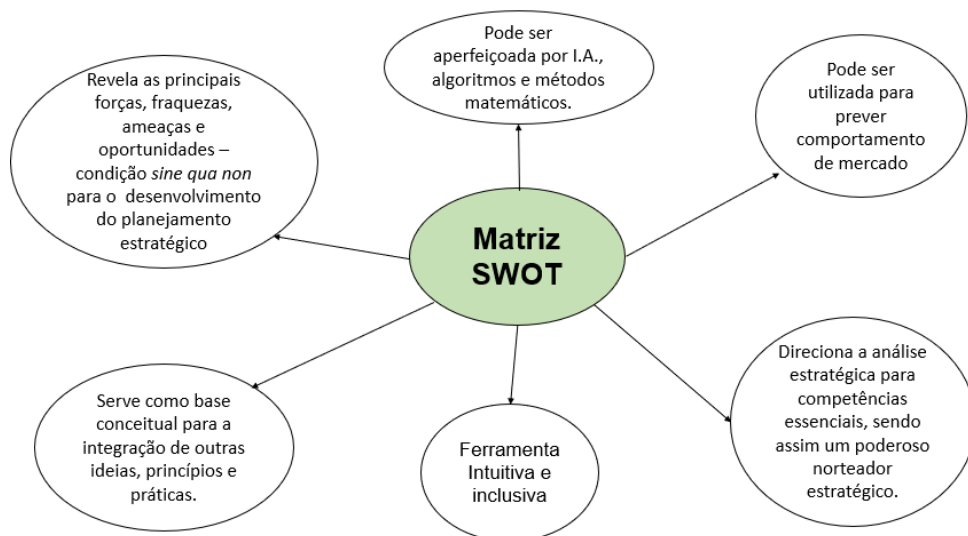 Pode ser
aperfeiçoada por I.A.,
algoritmos e métodos
matemáticos.
Revela as principais
forças, fraquezas,
ameaças e
oportunidades –
condição sine qua non
para o desenvolvimento
do planejamento
estratégico
Pode ser
utilizada para
prever
comportamento
de mercado
Matriz
SWOT
Serve como base
conceitual para a
integração de outras
ideias, princípios e
práticas.
Ferramenta
Intuitiva e
inclusiva
Direciona a análise
estratégica para
competências
essenciais, sendo
assim um poderoso
norteador
estratégico.